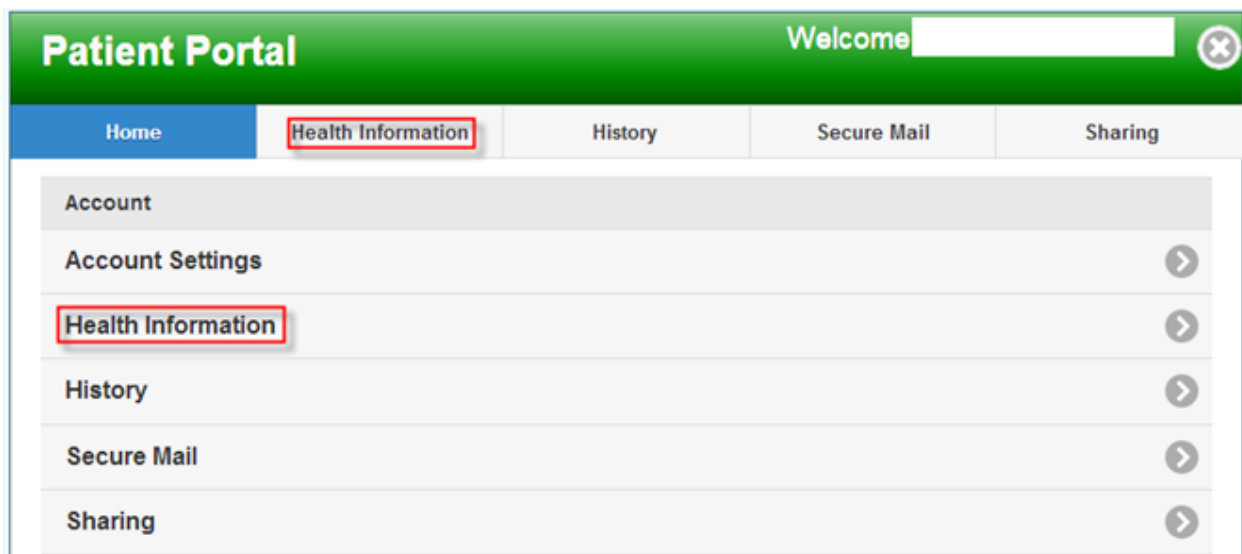 Patient Portal Welcome
Home Health Information History Secure Mail Sharing
Account
Account Settings
Health Information
History
Secure Mail
Sharing